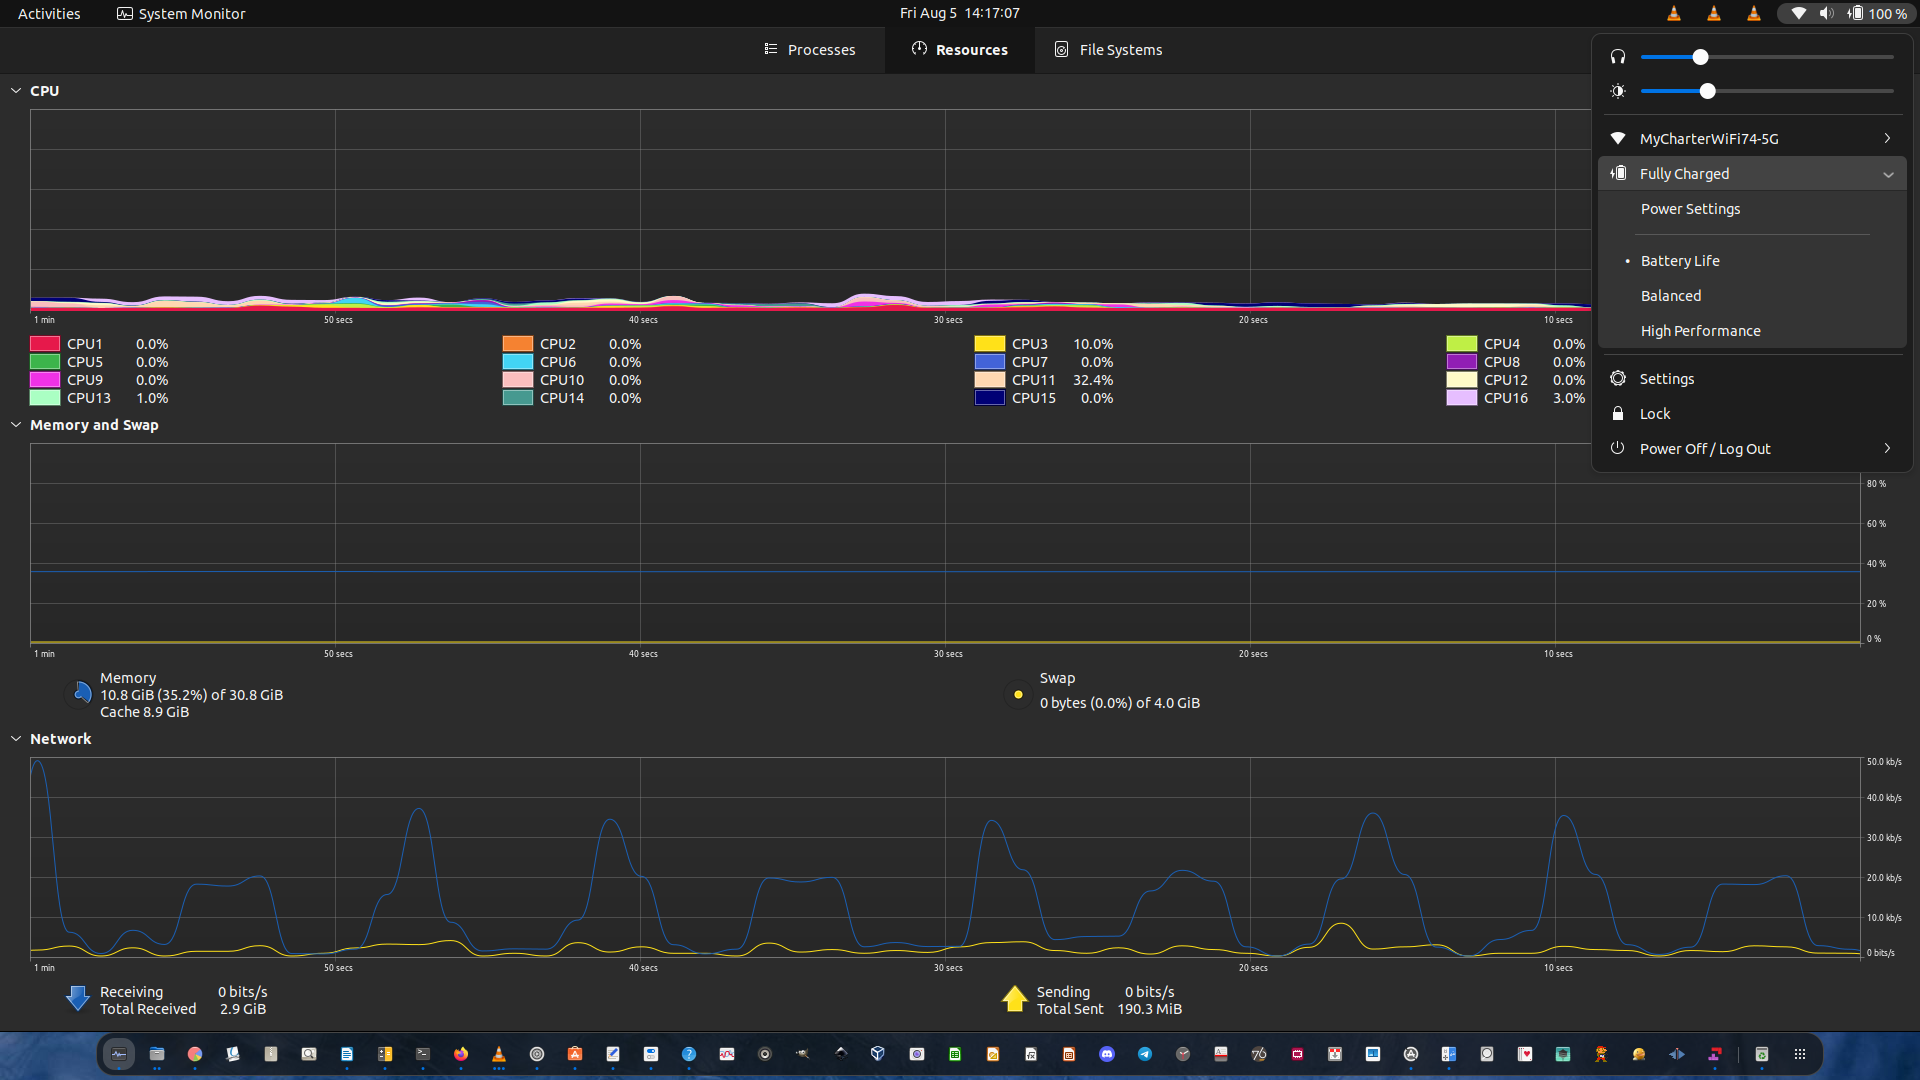 Activities System Monitor Fri Aug 5 14:17:07 100 %
Processes Resources File Systems
CPU
1 min 50 secs 40 secs 30 secs 20 secs 10 secs
CPU1 0.0% CPU2 0.0% CPU3 10.0% CPU4 0.0%
CPU5 0.0% CPU6 0.0% CPU7 0.0% CPU8 0.0%
CPU9 0.0% CPU10 0.0% CPU11 32.4% CPU12 0.0%
CPU13 1.0% CPU14 0.0% CPU15 0.0% CPU16 3.0%
MyCharterWiFi74-5G
Fully Charged
Power Settings
• Battery Life
Balanced
High Performance
Settings
Lock
Power Off / Log Out
Memory and Swap
80 %
60 %
40 %
20 %
0 %
1 min 50 secs 40 secs 30 secs 20 secs 10 secs
Memory
10.8 GiB (35.2%) of 30.8 GiB
Cache 8.9 GiB
Swap
0 bytes (0.0%) of 4.0 GiB
Network
50.0 kb/s
40.0 kb/s
30.0 kb/s
20.0 kb/s
10.0 kb/s
0 bits/s
1 min 50 secs 40 secs 30 secs 20 secs 10 secs
Receiving 0 bits/s
Total Received 2.9 GiB
Sending 0 bits/s
Total Sent 190.3 MiB